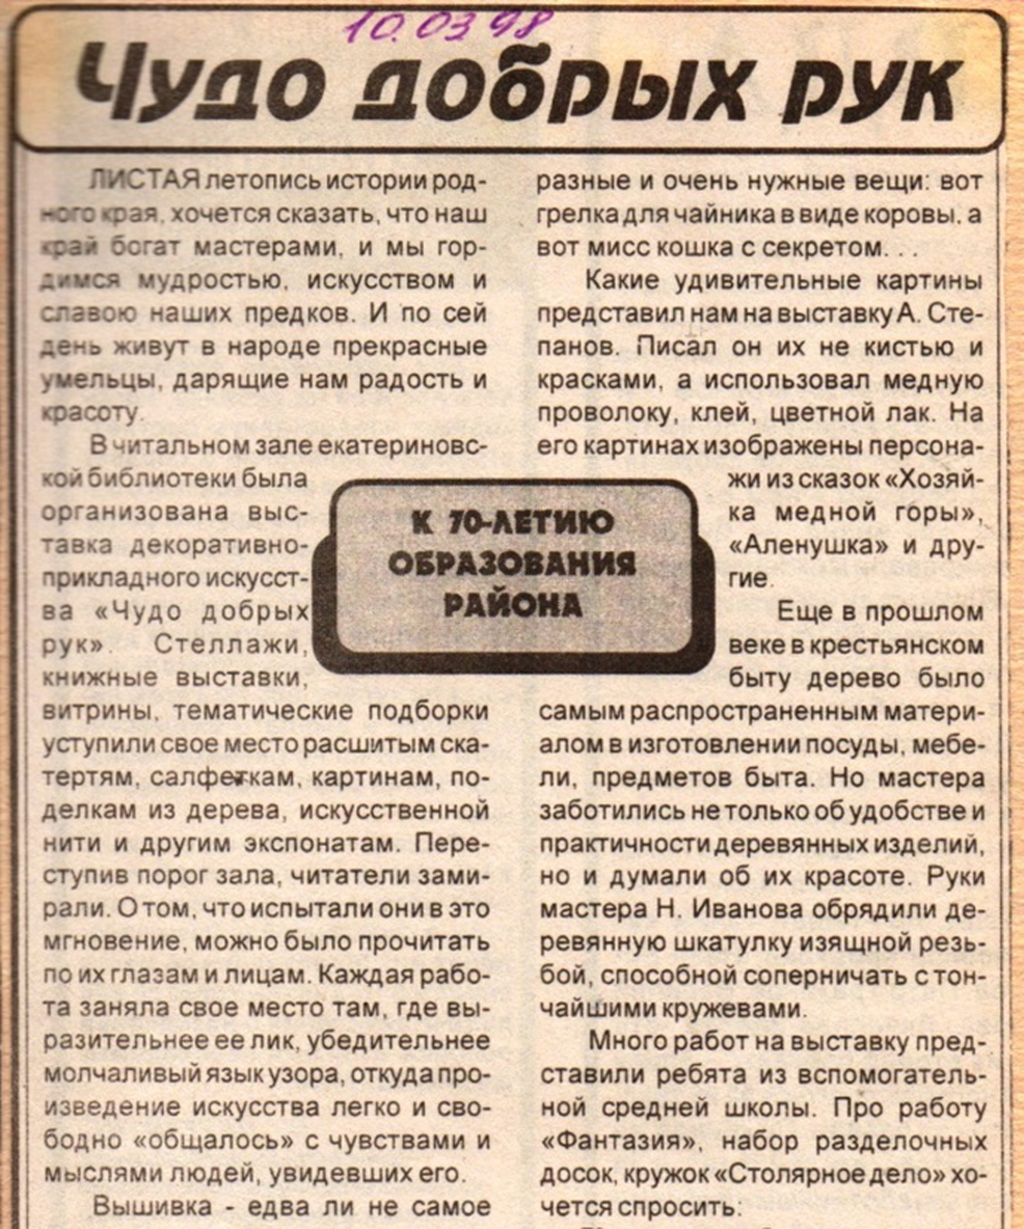 10.03.98
Чудо добрых рук
ЛИСТАЯ летопись истории род-
ного края, хочется сказать, что наш
край богат мастерами, и мы гор-
димся мудростью, искусством и
славою наших предков. И по сей
день живут в народе прекрасные
умельцы, дарящие нам радость и
красоту.
В читальном зале екатериновс-
кой библиотеки была
организована выс-
тавка декоративно-
прикладного искусст-
ва «Чудо добрых
рук». Стеллажи,
книжные выставки,
витрины, тематические подборки
уступили свое место расшитым ска-
тертям, салфеткам, картинам, по-
делкам из дерева, искусственной
нити и другим экспонатам. Пере-
ступив порог зала, читатели зами-
рали. О том, что испытали они в это
мгновение, можно было прочитать
по их глазам и лицам. Каждая рабо-
та заняла свое место там, где вы-
разительнее ее лик, убедительнее
молчаливый язык узора, откуда про-
изведение искусства легко и сво-
бодно «общалось» с чувствами и
мыслями людей, увидевших его.
Вышивка - едва ли не самое
К 70-ЛЕТИЮ
ОБРАЗОВАНИЯ
РАЙОНА
разные и очень нужные вещи: вот
грелка для чайника в виде коровы, а
вот мисс кошка с секретом. . .
Какие удивительные картины
представил нам на выставку А. Сте-
панов. Писал он их не кистью и
красками, а использовал медную
проволоку, клей, цветной лак. На
его картинах изображены персона-
жи из сказок «Хозяй-
ка медной горы»,
«Аленушка» и дру-
гие.
Еще в прошлом
веке в крестьянском
быту дерево было
самым распространенным матери-
алом в изготовлении посуды, мебе-
ли, предметов быта. Но мастера
заботились не только об удобстве и
практичности деревянных изделий,
но и думали об их красоте. Руки
мастера Н. Иванова обрядили де-
ревянную шкатулку изящной резь-
бой, способной соперничать с тон-
чайшими кружевами.
Много работ на выставку пред-
ставили ребята из вспомогатель-
ной средней школы. Про работу
«Фантазия», набор разделочных
досок, кружок «Столярное дело» хо-
чется спросить: